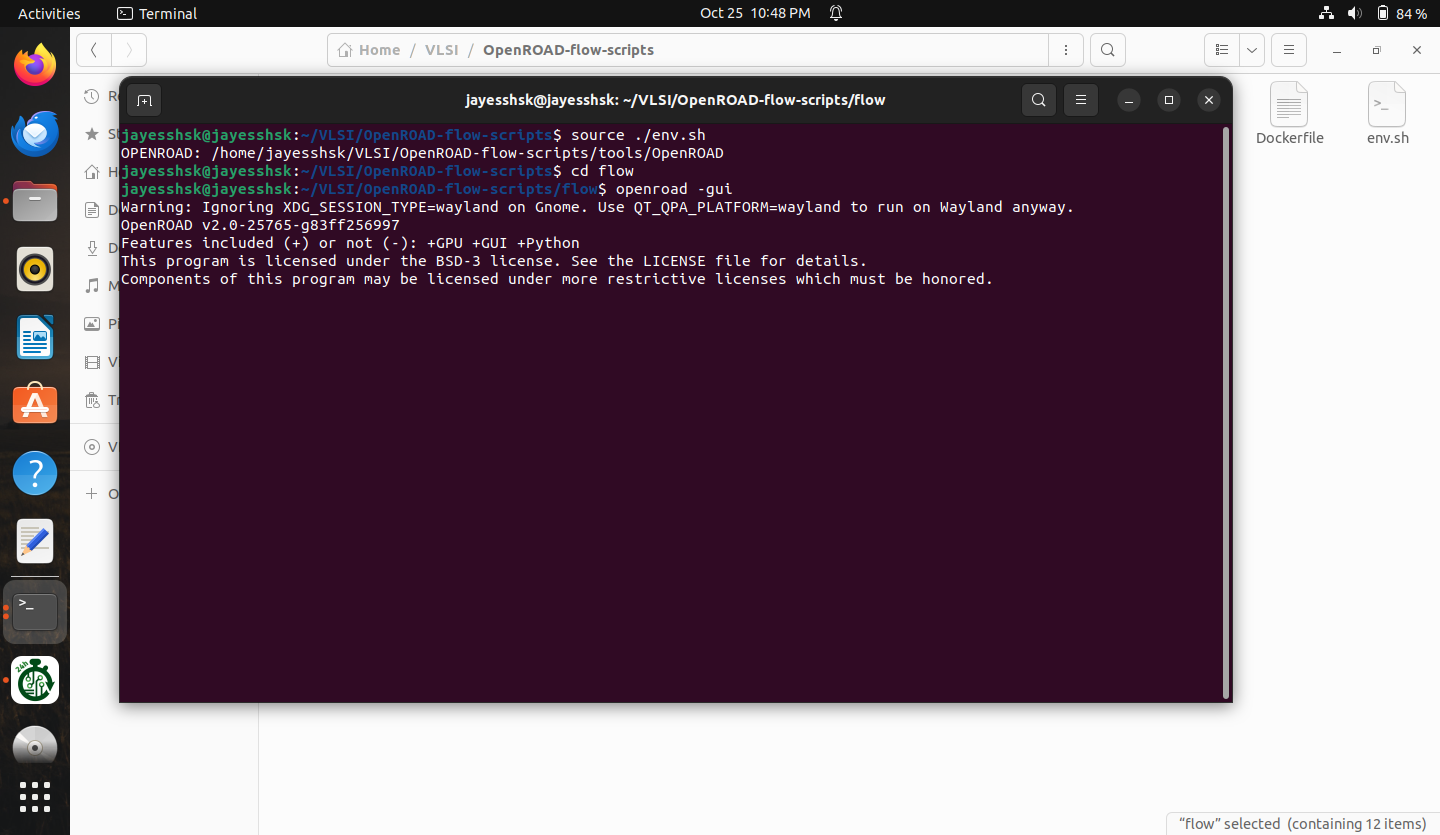 Activities
Terminal
Oct 25 10:48 PM
84 %
Home / VLSI / OpenROAD-flow-scripts
jayesshsk@jayesshsk: ~/VLSI/OpenROAD-flow-scripts/flow
jayesshsk@jayesshsk:~/VLSI/OpenROAD-flow-scripts$ source ./env.sh
OPENROAD: /home/jayesshsk/VLSI/OpenROAD-flow-scripts/tools/OpenROAD
jayesshsk@jayesshsk:~/VLSI/OpenROAD-flow-scripts$ cd flow
jayesshsk@jayesshsk:~/VLSI/OpenROAD-flow-scripts/flow$ openroad -gui
Warning: Ignoring XDG_SESSION_TYPE=wayland on Gnome. Use QT_QPA_PLATFORM=wayland to run on Wayland anyway.
OpenROAD v2.0-25765-g83ff256997
Features included (+) or not (-): +GPU +GUI +Python
This program is licensed under the BSD-3 license. See the LICENSE file for details.
Components of this program may be licensed under more restrictive licenses which must be honored.
Dockerfile
env.sh
24h
“flow” selected (containing 12 items)